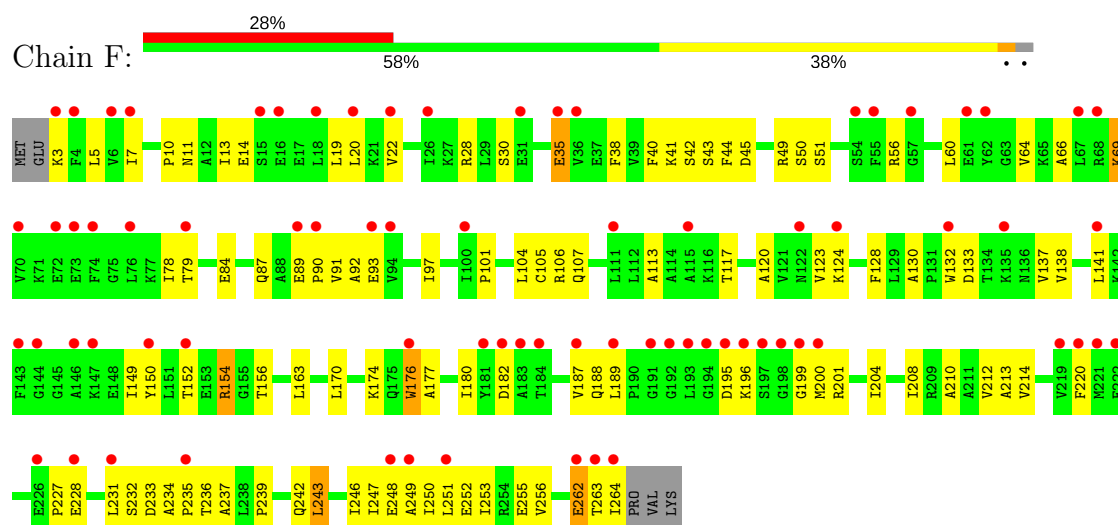 28%
Chain F:
58% 38%
MET GLU K3 F4 L5 V6 I7 P10 N11 A12 I13 E14 S15 E16 E17 L18 L19 L20 K21 V22 I26 K27 R28 L29 S30 E31 E35 V36 E37 F38 V39 F40 K41 S42 S43 F44 D45 R49 S50 S51 S54 F55 R56 G57 L60 E61 Y62 G63 V64 K65 A66 L67 R68 K69
V70 K71 E72 E73 F74 G75 L76 K77 I78 T79 E84 Q87 A88 E89 P90 V91 A92 E93 V94 I97 I100 P101 L104 C105 R106 Q107 L111 L112 A113 A114 A115 K116 T117 A120 V121 N122 V123 K124 F128 L129 A130 P131 W132 D133 T134 K135 N136 V137 V138 L141 K142
F143 G144 G145 A146 K147 E148 I149 Y150 L151 T152 E153 R154 G155 T156 L163 L170 K174 Q175 W176 A177 I180 Y181 D182 A183 T184 V187 Q188 L189 P190 G191 G192 L193 G194 D195 K196 S197 G198 G199 M200 R201 I204 I208 R209 A210 A211 V212 A213 V214 V219 F220 M221
E226 P227 E228 L231 S232 D233 A234 P235 T236 A237 L238 P239 Q242 L243 I246 I247 E248 A249 I250 L251 E252 I253 R254 E255 V256 E262 T263 I264 PRO VAL LYS